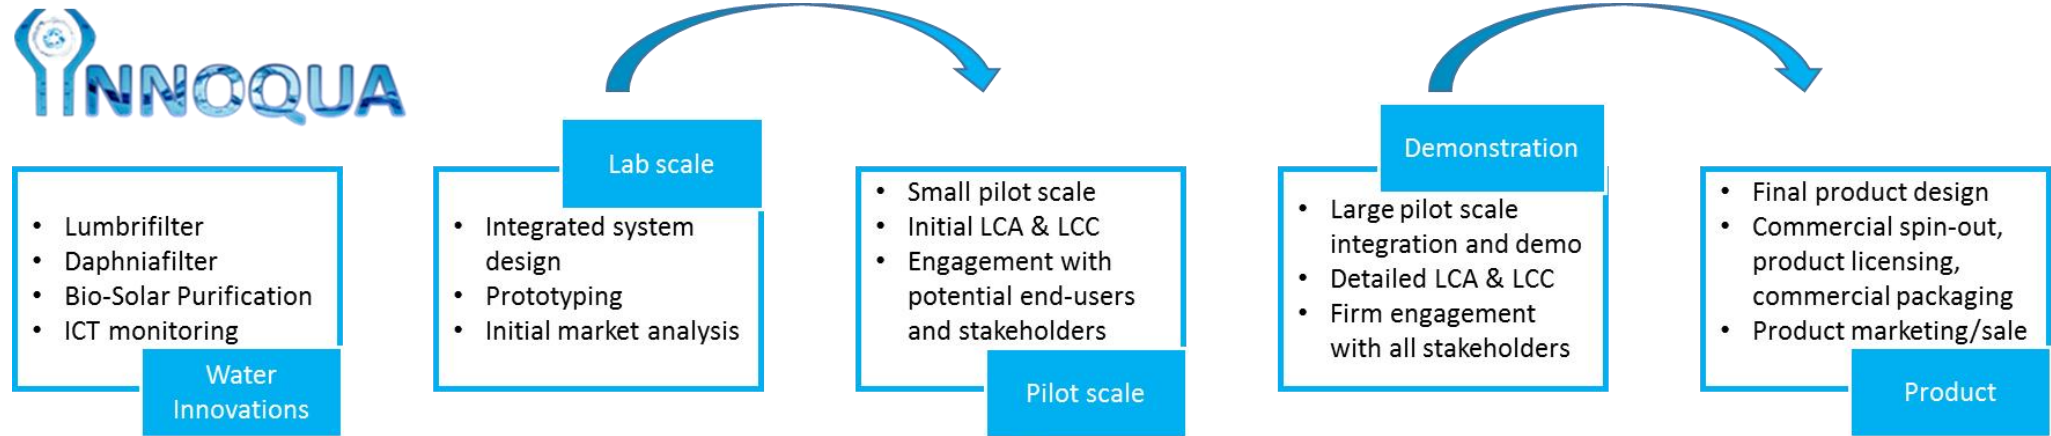 INNOQUA
• Lumbrifilter
• Daphniafilter
• Bio-Solar Purification
• ICT monitoring
Water
Innovations
Lab scale
• Integrated system
design
• Prototyping
• Initial market analysis
• Small pilot scale
• Initial LCA & LCC
• Engagement with
potential end-users
and stakeholders
Pilot scale
Demonstration
• Large pilot scale
integration and demo
• Detailed LCA & LCC
• Firm engagement
with all stakeholders
• Final product design
• Commercial spin-out,
product licensing,
commercial packaging
• Product marketing/sale
Product